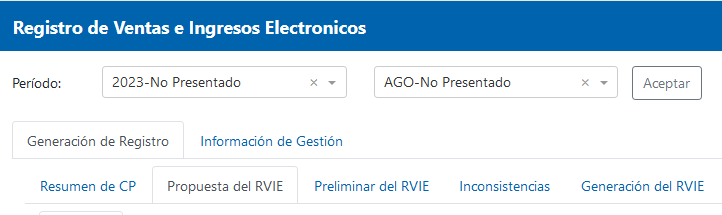 Registro de Ventas e Ingresos Electronicos
Período: 2023-No Presentado × AGO-No Presentado × Aceptar
Generación de Registro Información de Gestión
Resumen de CP Propuesta del RVIE Preliminar del RVIE Inconsistencias Generación del RVIE